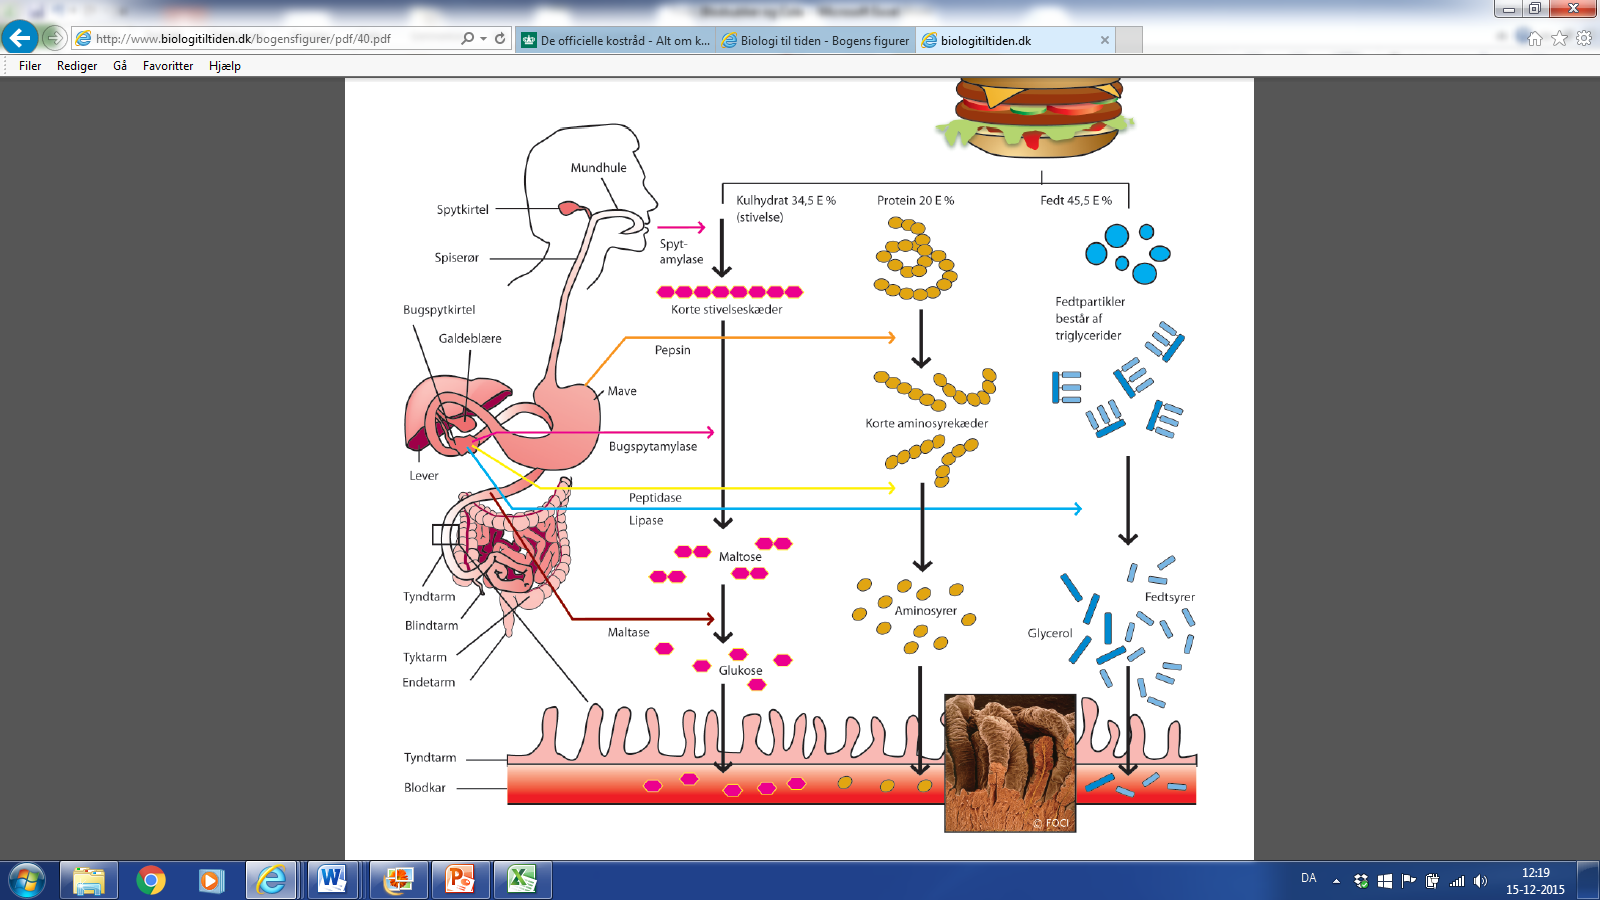 http://www.biologitiltiden.dk/bogensfigurer/pdf/40.pdf
De officielle kostråd - Alt om k...
Biologi til tiden - Bogens figurer
biologitiltiden.dk
Filer Rediger Gå Favoritter Hjælp
Mundhule
Spytkirtel
Spiserør
Bugspytkirtel
Galdeblære
Mave
Lever
Tyndtarm
Blindtarm
Tyktarm
Endetarm
Kulhydrat 34,5 E %
(stivelse)
Protein 20 E %
Fedt 45,5 E %
Spyt-
amylase
Korte stivelseskæder
Pepsin
Fedtpartikler
består af
triglycerider
Korte aminosyrekæder
Bugspytamylase
Peptidase
Lipase
Maltose
Aminosyrer
Fedtsyrer
Glycerol
Maltase
Glukose
Tyndtarm
Blodkar
© FOCI
DA
12:19
15-12-2015